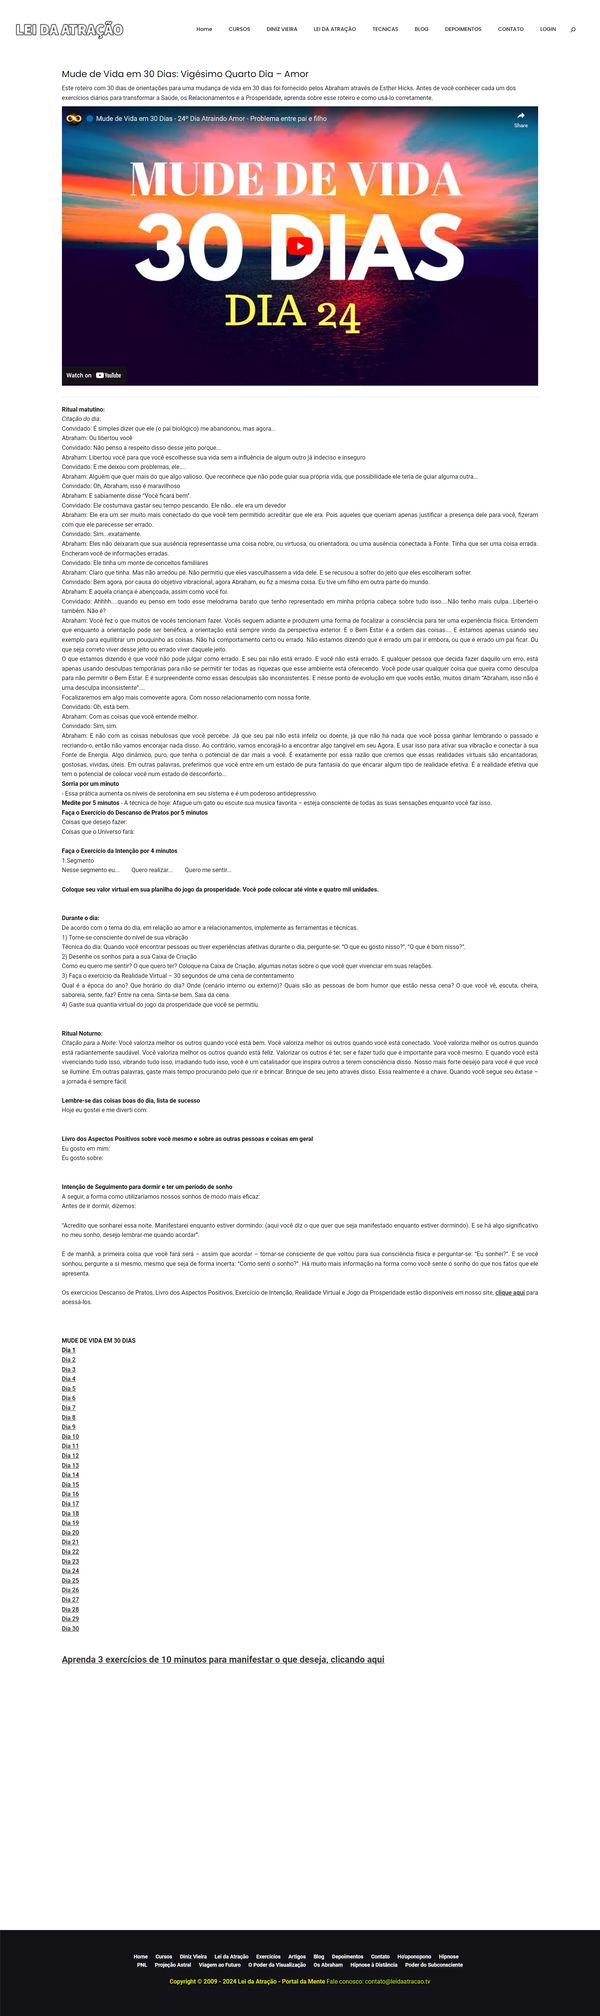 LEI DA ATRAÇÃO
Home CURSOS DINIZ VIEIRA LEI DA ATRAÇÃO TECNICAS BLOG DEPOIMENTOS CONTATO LOGIN
Mude de Vida em 30 Dias: Vigésimo Quarto Dia – Amor
Este roteiro com 30 dias de orientações para uma mudança de vida em 30 dias foi fornecido pelos Abraham através de Esther Hicks. Antes de você conhecer cada um dos
exercícios diários para transformar a Saúde, os Relacionamentos e a Prosperidade, aprenda sobre esse roteiro e como usá-lo corretamente.
Mude de Vida em 30 Dias - 24º Dia Atraindo Amor - Problema entre pai e filho
Share
MUDE DE VIDA
30 DIAS
DIA 24
Watch on YouTube
Ritual matutino:
Citação do dia:
Convidado: É simples dizer que ele (o pai biológico) me abandonou, mas agora...
Abraham: Ou libertou você
Convidado: Não penso a respeito disso desse jeito porque...
Abraham: Libertou você para que você escolhesse sua vida sem a influência de algum outro já indeciso e inseguro
Convidado: E me deixou com problemas, ele....
Abraham: Alguém que quer mais do que algo valioso. Que reconhece que não pode guiar sua própria vida, que possibilidade ele teria de guiar alguma outra...
Convidado: Oh, Abraham, isso é maravilhoso
Abraham: E sabiamente disse "Você ficará bem".
Convidado: Ele costumava gastar seu tempo pescando. Ele não...ele era um devedor
Abraham: Ele era um ser muito mais conectado do que você tem permitido acreditar que ele era. Pois aqueles que queriam apenas justificar a presença dele para você, fizeram
com que ele parecesse ser errado.
Convidado: Sim...exatamente.
Abraham: Eles não deixaram que sua ausência representasse uma coisa nobre, ou virtuosa, ou orientadora, ou uma ausência conectada à Fonte. Tinha que ser uma coisa errada.
Encheram você de informações erradas.
Convidado: Ele tinha um monte de conceitos familiares
Abraham: Claro que tinha. Mas não arredou pé. Não permitiu que eles vasculhassem a vida dele. E se recusou a sofrer do jeito que eles escolheram sofrer.
Convidado: Bem agora, por causa do objetivo vibracional, agora Abraham, eu fiz a mesma coisa. Eu tive um filho em outra parte do mundo.
Abraham: E aquela criança é abençoada, assim como você foi.
Convidado: Ahhhh....quando eu penso em todo esse melodrama barato que tenho representado em minha própria cabeça sobre tudo isso....Não tenho mais culpa...Libertei-o
também. Não é?
Abraham: Você fez o que muitos de vocês tencionam fazer. Vocês seguem adiante e produzem uma forma de focalizar a consciência para ter uma experiência física. Entendem
que enquanto a orientação pode ser benéfica, a orientação está sempre vindo da perspectiva exterior. E o Bem Estar é a ordem das coisas.... E estamos apenas usando seu
exemplo para equilibrar um pouquinho as coisas. Não há comportamento certo ou errado. Não estamos dizendo que é errado um pai ir embora, ou que é errado um pai ficar. Ou
que seja correto viver desse jeito ou errado viver daquele jeito.
O que estamos dizendo é que você não pode julgar como errado. E seu pai não está errado. E você não está errado. E qualquer pessoa que decida fazer daquilo um erro, está
apenas usando desculpas temporárias para não se permitir ter todas as riquezas que esse ambiente está oferecendo. Você pode usar qualquer coisa que queira como desculpa
para não permitir o Bem Estar. E é surpreendente como essas desculpas são inconsistentes. E nesse ponto de evolução em que vocês estão, muitos diriam "Abraham, isso não é
uma desculpa inconsistente"....
Focalizaremos em algo mais comovente agora. Com nosso relacionamento com nossa fonte.
Convidado: Oh, está bem.
Abraham: Com as coisas que você entende melhor.
Convidado: Sim, sim.
Abraham: E não com as coisas nebulosas que você percebe. Já que seu pai não está infeliz ou doente, já que não há nada que você possa ganhar lembrando o passado e
recriando-o, então não vamos encorajar nada disso. Ao contrário, vamos encorajá-lo a encontrar algo tangível em seu Agora. E usar isso para ativar sua vibração e conectar à sua
Fonte de Energia. Algo dinâmico, puro, que tenha o potencial de dar mais a você. É exatamente por essa razão que cremos que essas realidades virtuais são encantadoras,
gostosas, vívidas, úteis. Em outras palavras, preferimos que você entre em um estado de pura fantasia do que encarar algum tipo de realidade efetiva. É a realidade efetiva que
tem o potencial de colocar você num estado de desconforto...
Sorria por um minuto
- Essa prática aumenta os níveis de serotonina em seu sistema e é um poderoso antidepressivo.
Medite por 5 minutos - A técnica de hoje: Afague um gato ou escute sua musica favorita – esteja consciente de todas as suas sensações enquanto você faz isso.
Faça o Exercício do Descanso de Pratos por 5 minutos
Coisas que desejo fazer:
Coisas que o Universo fará:
Faça o Exercício da Intenção por 4 minutos
1.Segmento
Nesse segmento eu... Quero realizar... Quero me sentir...
Coloque seu valor virtual em sua planilha do jogo da prosperidade. Você pode colocar até vinte e quatro mil unidades.
Durante o dia:
De acordo com o tema do dia, em relação ao amor e a relacionamentos, implemente as ferramentas e técnicas.
1) Torne-se consciente do nível de sua vibração
Técnica do dia: Quando você encontrar pessoas ou tiver experiências afetivas durante o dia, pergunte-se: "O que eu gosto nisso?", "O que é bom nisso?".
2) Desenhe os sonhos para a sua Caixa de Criação
Como eu quero me sentir? O que quero ter? Coloque na Caixa de Criação, algumas notas sobre o que você quer vivenciar em suas relações.
3) Faça o exercício da Realidade Virtual – 30 segundos de uma cena de contentamento
Qual é a época do ano? Que horário do dia? Onde (cenário interno ou externo)? Quais são as pessoas de bom humor que estão nessa cena? O que você vê, escuta, cheira,
saboreia, sente, faz? Entre na cena. Sinta-se bem. Saia da cena.
4) Gaste sua quantia virtual do jogo da prosperidade que você se permitiu.
Ritual Noturno:
Citação para a Noite: Você valoriza melhor os outros quando você está bem. Você valoriza melhor os outros quando você está conectado. Você valoriza melhor os outros quando
está radiantemente saudável. Você valoriza melhor os outros quando está feliz. Valorizar os outros é ter, ser e fazer tudo que é importante para você mesmo. E quando você está
vivenciando tudo isso, vibrando tudo isso, irradiando tudo isso, você é um catalisador que inspira outros a terem consciência disso. Nosso mais forte desejo para você é que você
se ilumine. Em outras palavras, gaste mais tempo procurando pelo que rir e brincar. Brinque de seu jeito através disso. Essa realmente é a chave. Quando você segue seu êxtase –
a jornada é sempre fácil.
Lembre-se das coisas boas do dia, lista de sucesso
Hoje eu gostei e me diverti com:
Livro dos Aspectos Positivos sobre você mesmo e sobre as outras pessoas e coisas em geral
Eu gosto em mim:
Eu gosto sobre:
Intenção de Seguimento para dormir e ter um período de sonho
A seguir, a forma como utilizaríamos nossos sonhos de modo mais eficaz:
Antes de ir dormir, dizemos:
"Acredito que sonharei essa noite. Manifestarei enquanto estiver dormindo: (aqui você diz o que quer que seja manifestado enquanto estiver dormindo). E se há algo significativo
no meu sonho, desejo lembrar-me quando acordar".
E de manhã, a primeira coisa que você fará será – assim que acordar – tornar-se consciente de que voltou para sua consciência física e perguntar-se: "Eu sonhei?". E se você
sonhou, pergunte a si mesmo, mesmo que seja de forma incerta: "Como senti o sonho?". Há muito mais informação na forma como você sente o sonho do que nos fatos que ele
apresenta.
Os exercícios Descanso de Pratos, Livro dos Aspectos Positivos, Exercício de Intenção, Realidade Virtual e Jogo da Prosperidade estão disponíveis em nosso site, clique aqui para
acessá-los.
MUDE DE VIDA EM 30 DIAS
Dia 1
Dia 2
Dia 3
Dia 4
Dia 5
Dia 6
Dia 7
Dia 8
Dia 9
Dia 10
Dia 11
Dia 12
Dia 13
Dia 14
Dia 15
Dia 16
Dia 17
Dia 18
Dia 19
Dia 20
Dia 21
Dia 22
Dia 23
Dia 24
Dia 25
Dia 26
Dia 27
Dia 28
Dia 29
Dia 30
Aprenda 3 exercícios de 10 minutos para manifestar o que deseja, clicando aqui
Home Cursos Diniz Vieira Lei da Atração Exercícios Artigos Blog Depoimentos Contato Ho'oponopono Hipnose
PNL Projeção Astral Viagem ao Futuro O Poder da Visualização Os Abraham Hipnose à Distância Poder do Subconsciente
Copyright © 2009 - 2024 Lei da Atração - Portal da Mente Fale conosco: contato@leidaatracao.tv